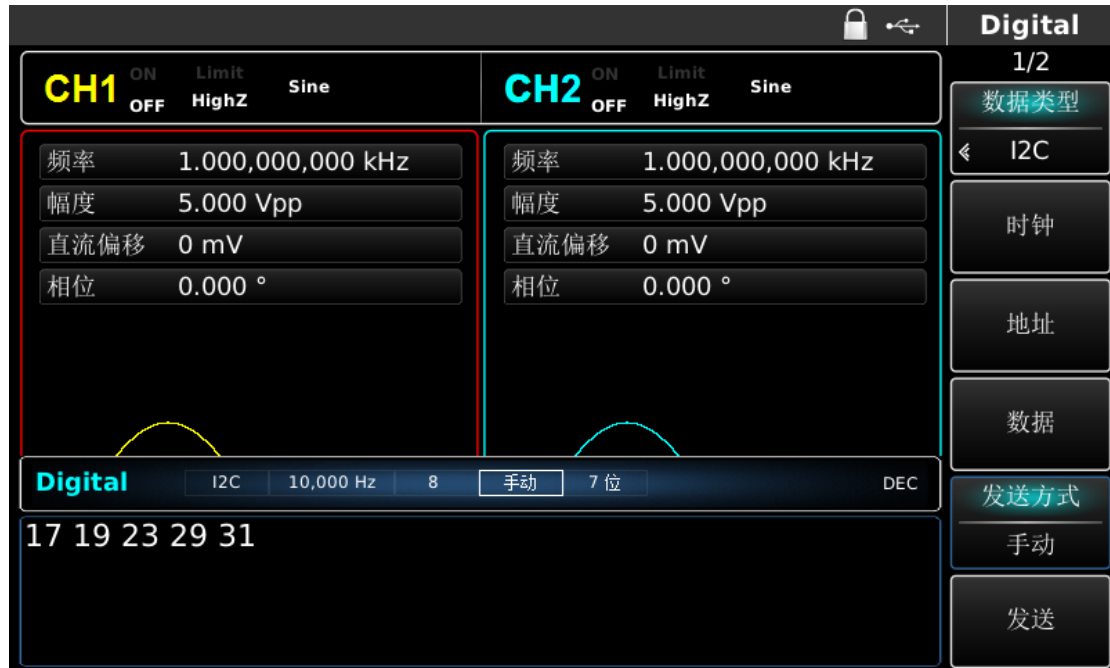 Digital
1/2
CH1 ON OFF Limit HighZ Sine
CH2 ON OFF Limit HighZ Sine
频率 1.000,000,000 kHz
幅度 5.000 Vpp
直流偏移 0 mV
相位 0.000 °
频率 1.000,000,000 kHz
幅度 5.000 Vpp
直流偏移 0 mV
相位 0.000 °
Digital I2C 10,000 Hz 8 手动 7 位 DEC
17 19 23 29 31
数据类型
I2C
时钟
地址
数据
发送方式
手动
发送